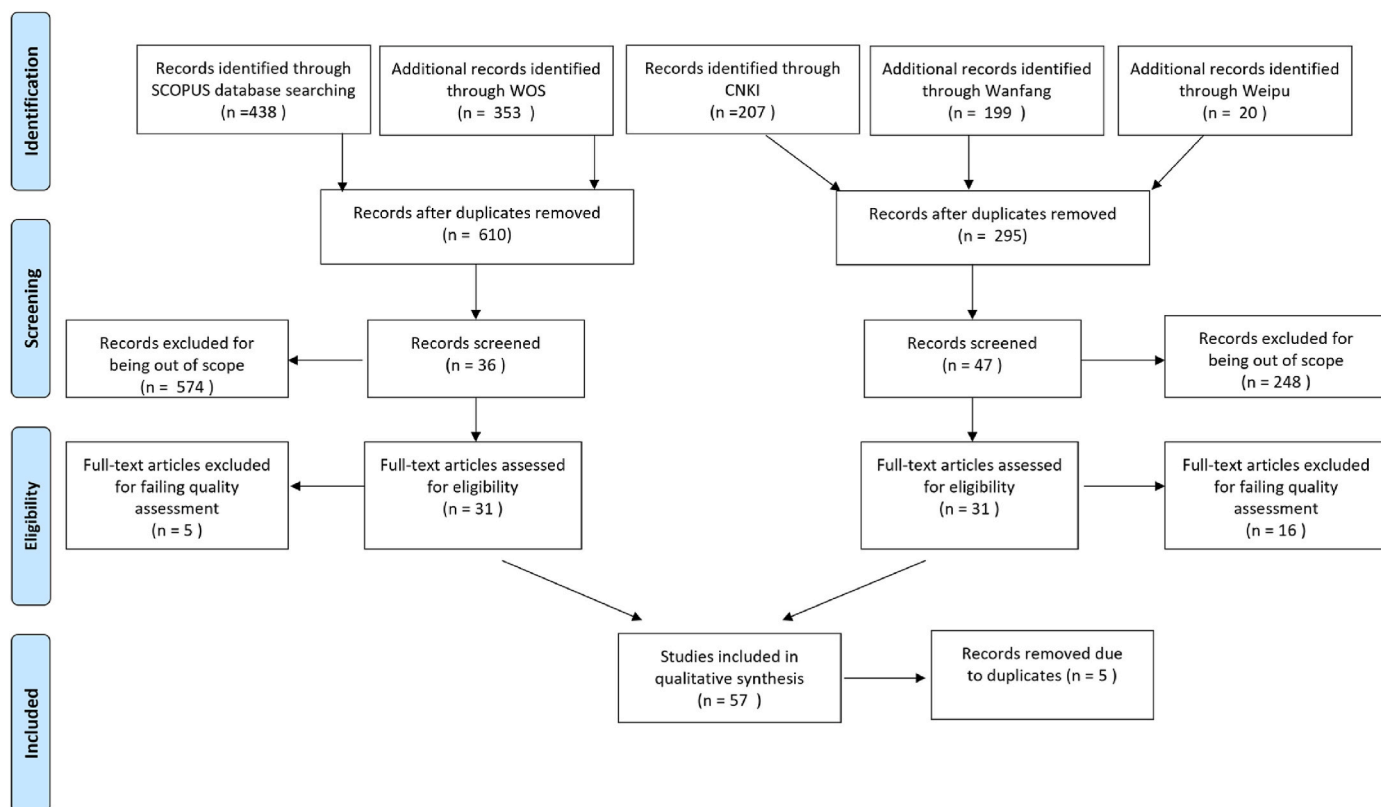 Identification
Records identified through
SCOPUS database searching
(n =438 )
Additional records identified
through WOS
(n = 353 )
Records identified through
CNKI
(n =207 )
Additional records identified
through Wanfang
(n = 199 )
Additional records identified
through Weipu
(n = 20 )
Records after duplicates removed
(n = 610)
Records after duplicates removed
(n = 295)
Screening
Records excluded for
being out of scope
(n = 574 )
Records screened
(n = 36 )
Records screened
(n = 47 )
Records excluded for
being out of scope
(n = 248 )
Eligibility
Full-text articles excluded
for failing quality
assessment
(n = 5 )
Full-text articles assessed
for eligibility
(n = 31 )
Full-text articles assessed
for eligibility
(n = 31 )
Full-text articles excluded
for failing quality
assessment
(n = 16 )
Included
Studies included in
qualitative synthesis
(n = 57 )
Records removed due
to duplicates (n = 5 )